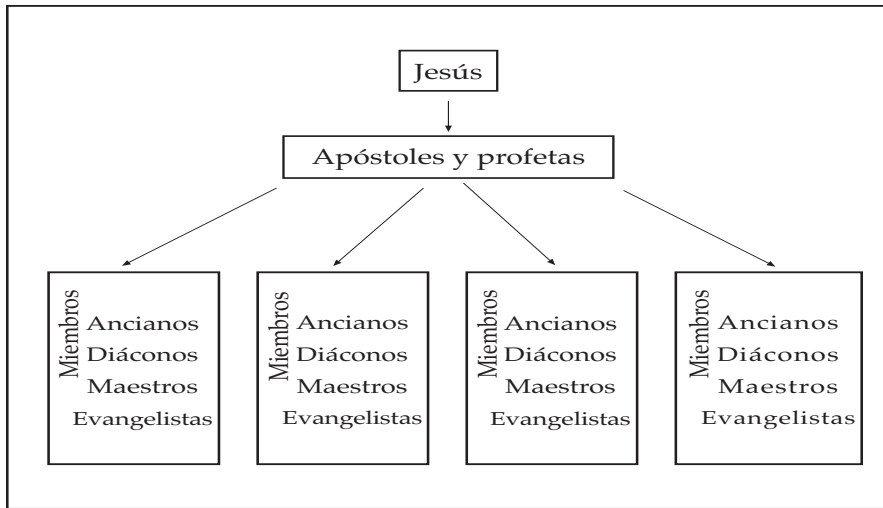 Jesús
Apóstoles y profetas
Miembros
Ancianos
Diáconos
Maestros
Evangelistas
Miembros
Ancianos
Diáconos
Maestros
Evangelistas
Miembros
Ancianos
Diáconos
Maestros
Evangelistas
Miembros
Ancianos
Diáconos
Maestros
Evangelistas